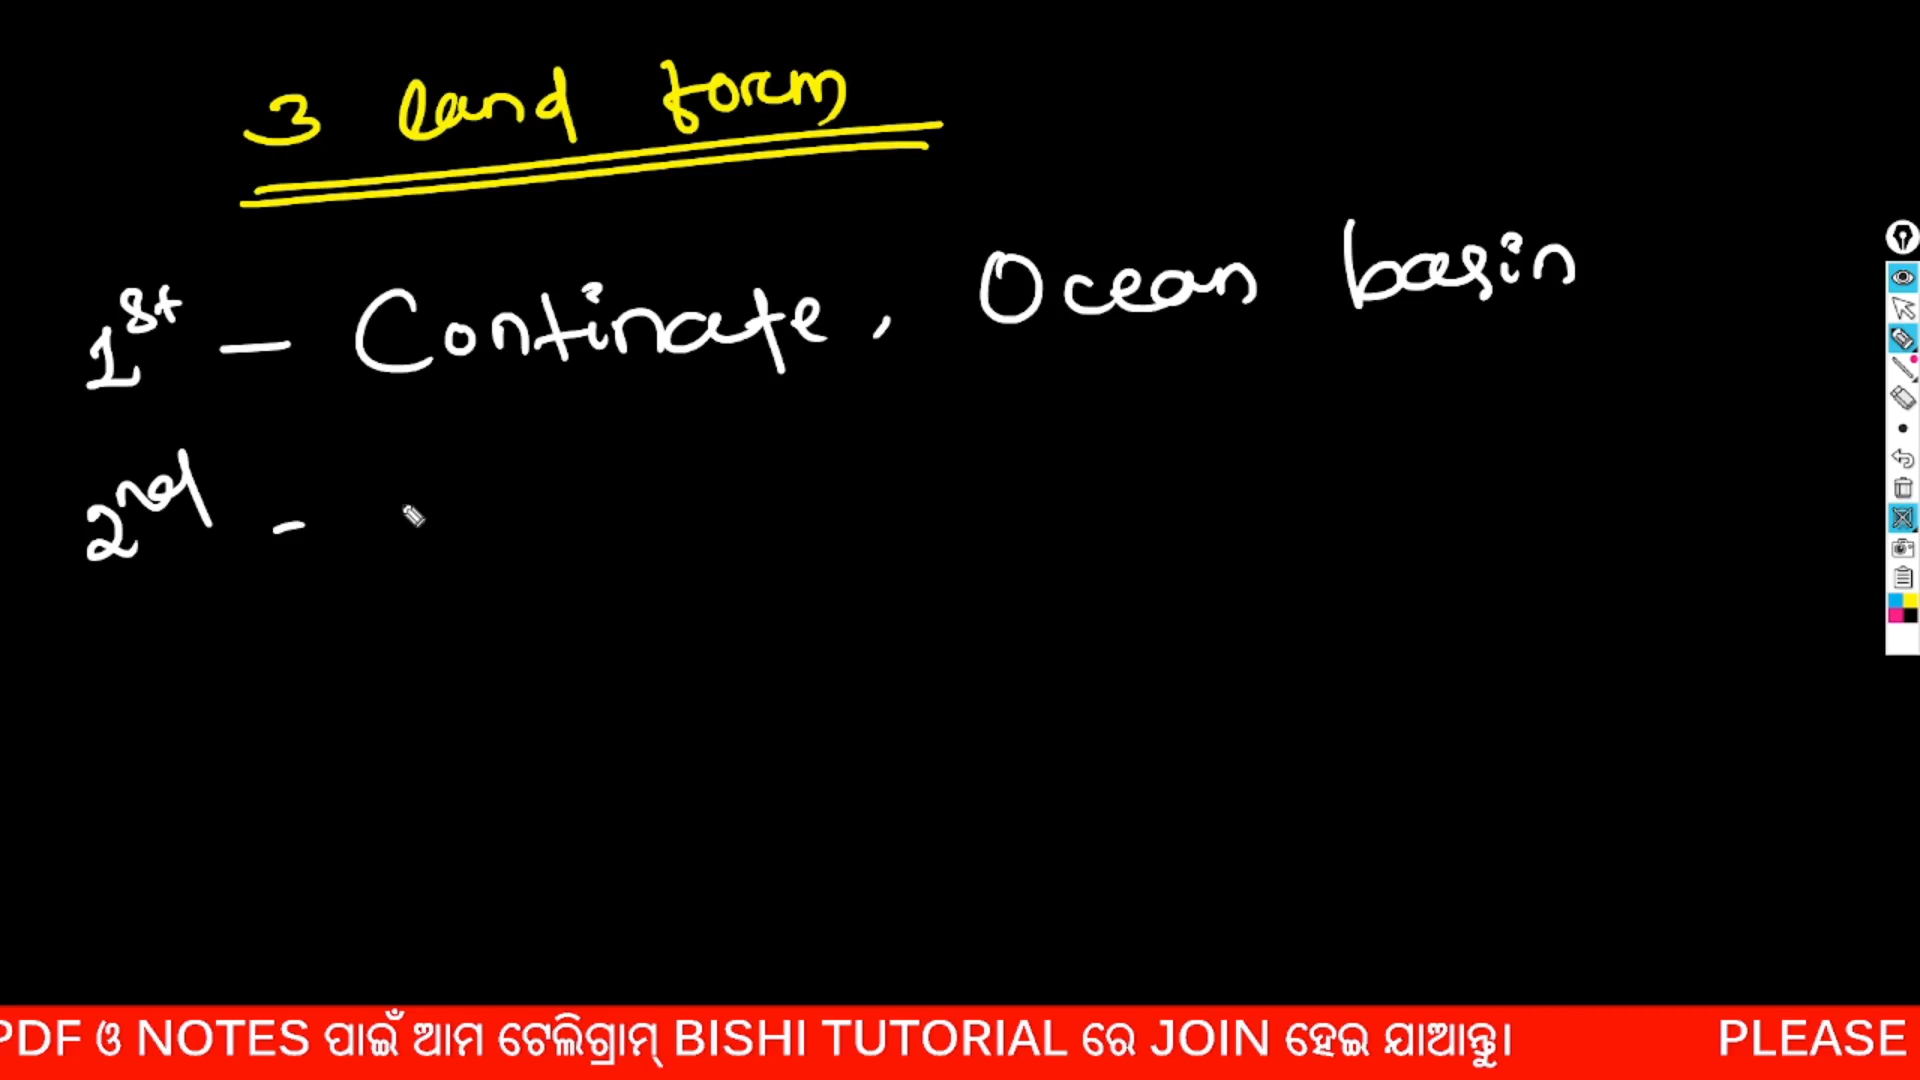 3 land form
1st - Continate, Ocean basin
2nd -
PDF ଓ NOTES ପାଇଁ ଆମ ଟେଲିଗ୍ରାମ୍ BISHI TUTORIAL ରେ JOIN ହେଇ ଯାଆନ୍ତୁ। PLEASE